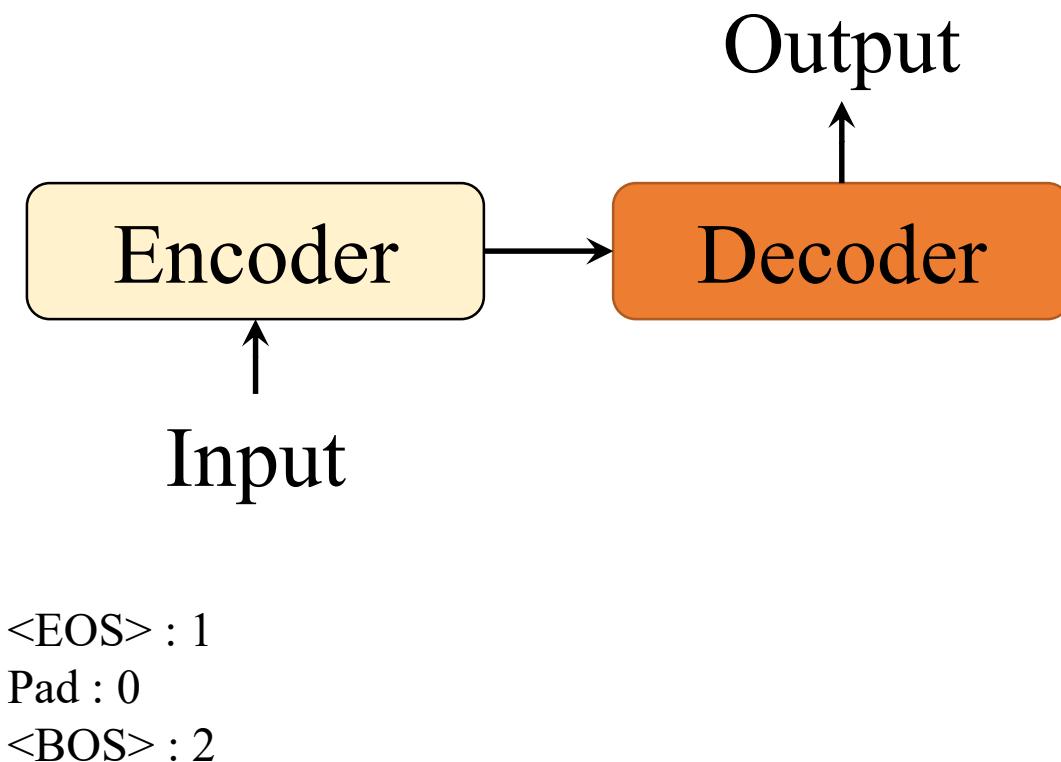 Output
Encoder
Decoder
Input
<EOS> : 1
Pad : 0
<BOS> : 2